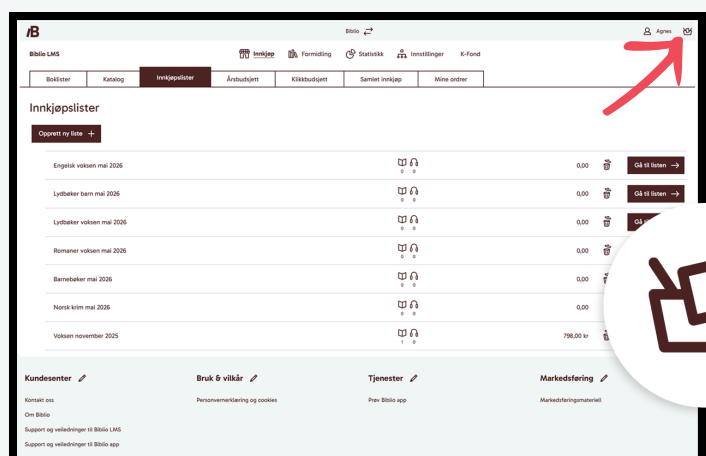 B
Biblio
Agnes
Biblio LMS
Innkjøp
Formidling
Statistikk
Innstillinger
K-Fond
Boklister
Katalog
Innkjøpslister
Årsbudsjett
Klikkbudsjett
Samlet innkjøp
Mine ordrer
Innkjøpslister
Opprett ny liste +
Engelsk voksen mai 2026 0 0 0,00 Gå til listen →
Lydbøker barn mai 2026 0 0 0,00 Gå til listen →
Lydbøker voksen mai 2026 0 0 0,00 Gå
Romaner voksen mai 2026 0 0 0,00
Barnebøker mai 2026 0 0 0,00
Norsk krim mai 2026 0 0 0,00
Voksen november 2025 1 0 798,00 kr
Kundesenter
Kontakt oss
Om Biblio
Support og veiledninger til Biblio LMS
Support og veiledninger til Biblio app
Bruk & vilkår
Personvernerklæring og cookies
Tjenester
Prøv Biblio app
Markedsføring
Markedsføringsmateriell